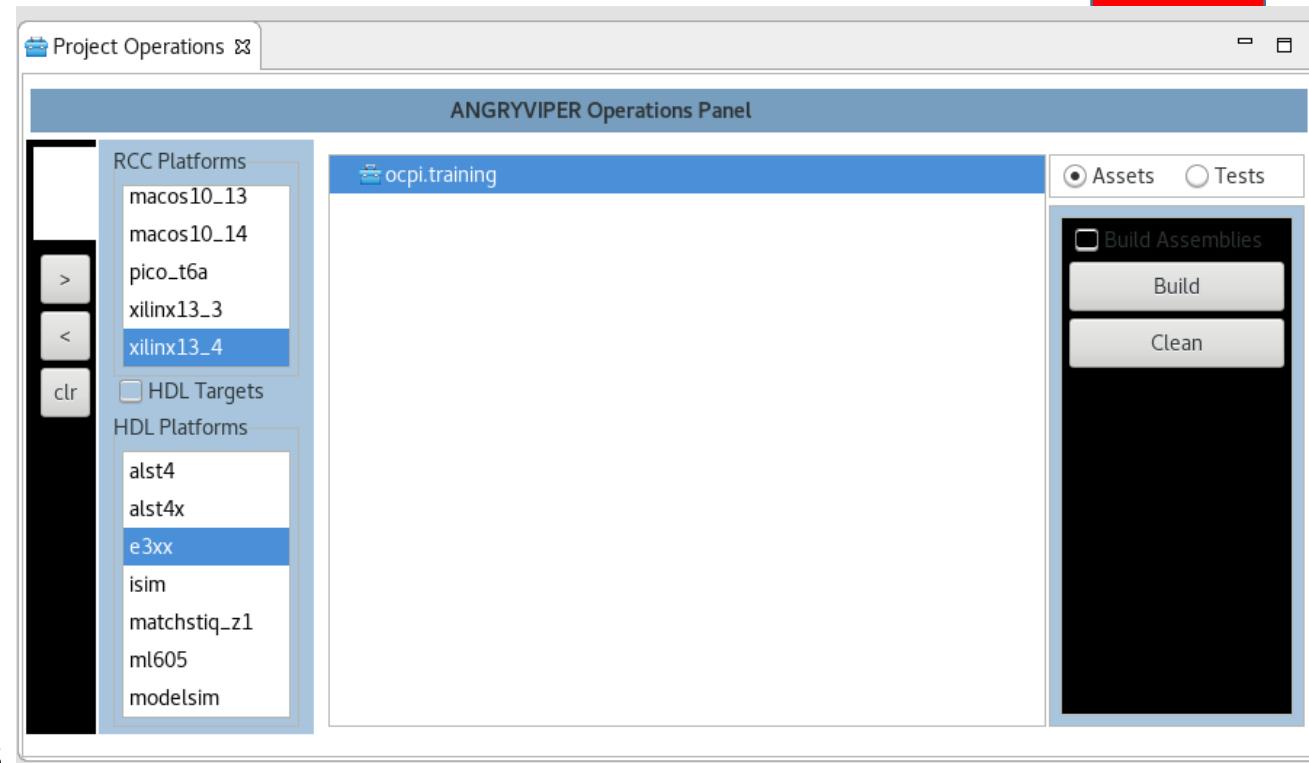 Project Operations
ANGRYVIPER Operations Panel
RCC Platforms
macos10_13
macos10_14
pico_t6a
xilinx13_3
xilinx13_4
>
<
clr
HDL Targets
HDL Platforms
alst4
alst4x
e3xx
isim
matchstiq_z1
ml605
modelsim
ocpi.training
Assets Tests
Build Assemblies
Build
Clean